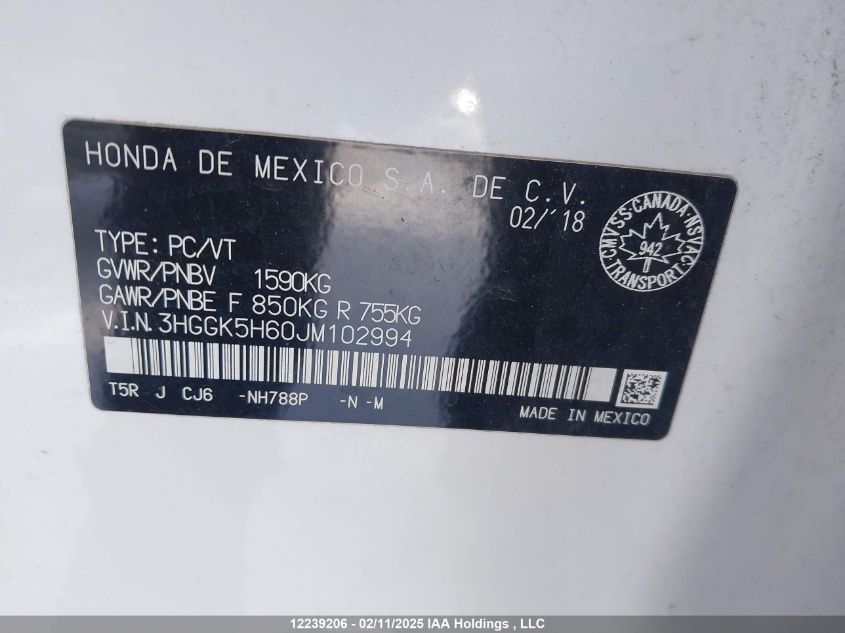 HONDA DE MEXICO S.A. DE C.V.
02/'18
CMVSS·CANADA·NSVAC
942
TRANSPORT
TYPE: PC/VT
GVWR/PNBV 1590KG
GAWR/PNBE F 850KG R 755KG
V.I.N. 3HGGK5H60JM102994
T5R J CJ6 -NH788P -N -M
MADE IN MEXICO
12239206 - 02/11/2025 IAA Holdings , LLC